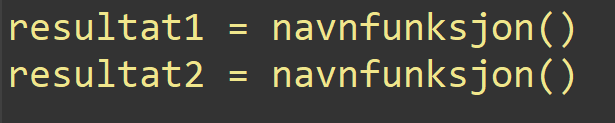 resultat1 = navnfunksjon()
resultat2 = navnfunksjon()